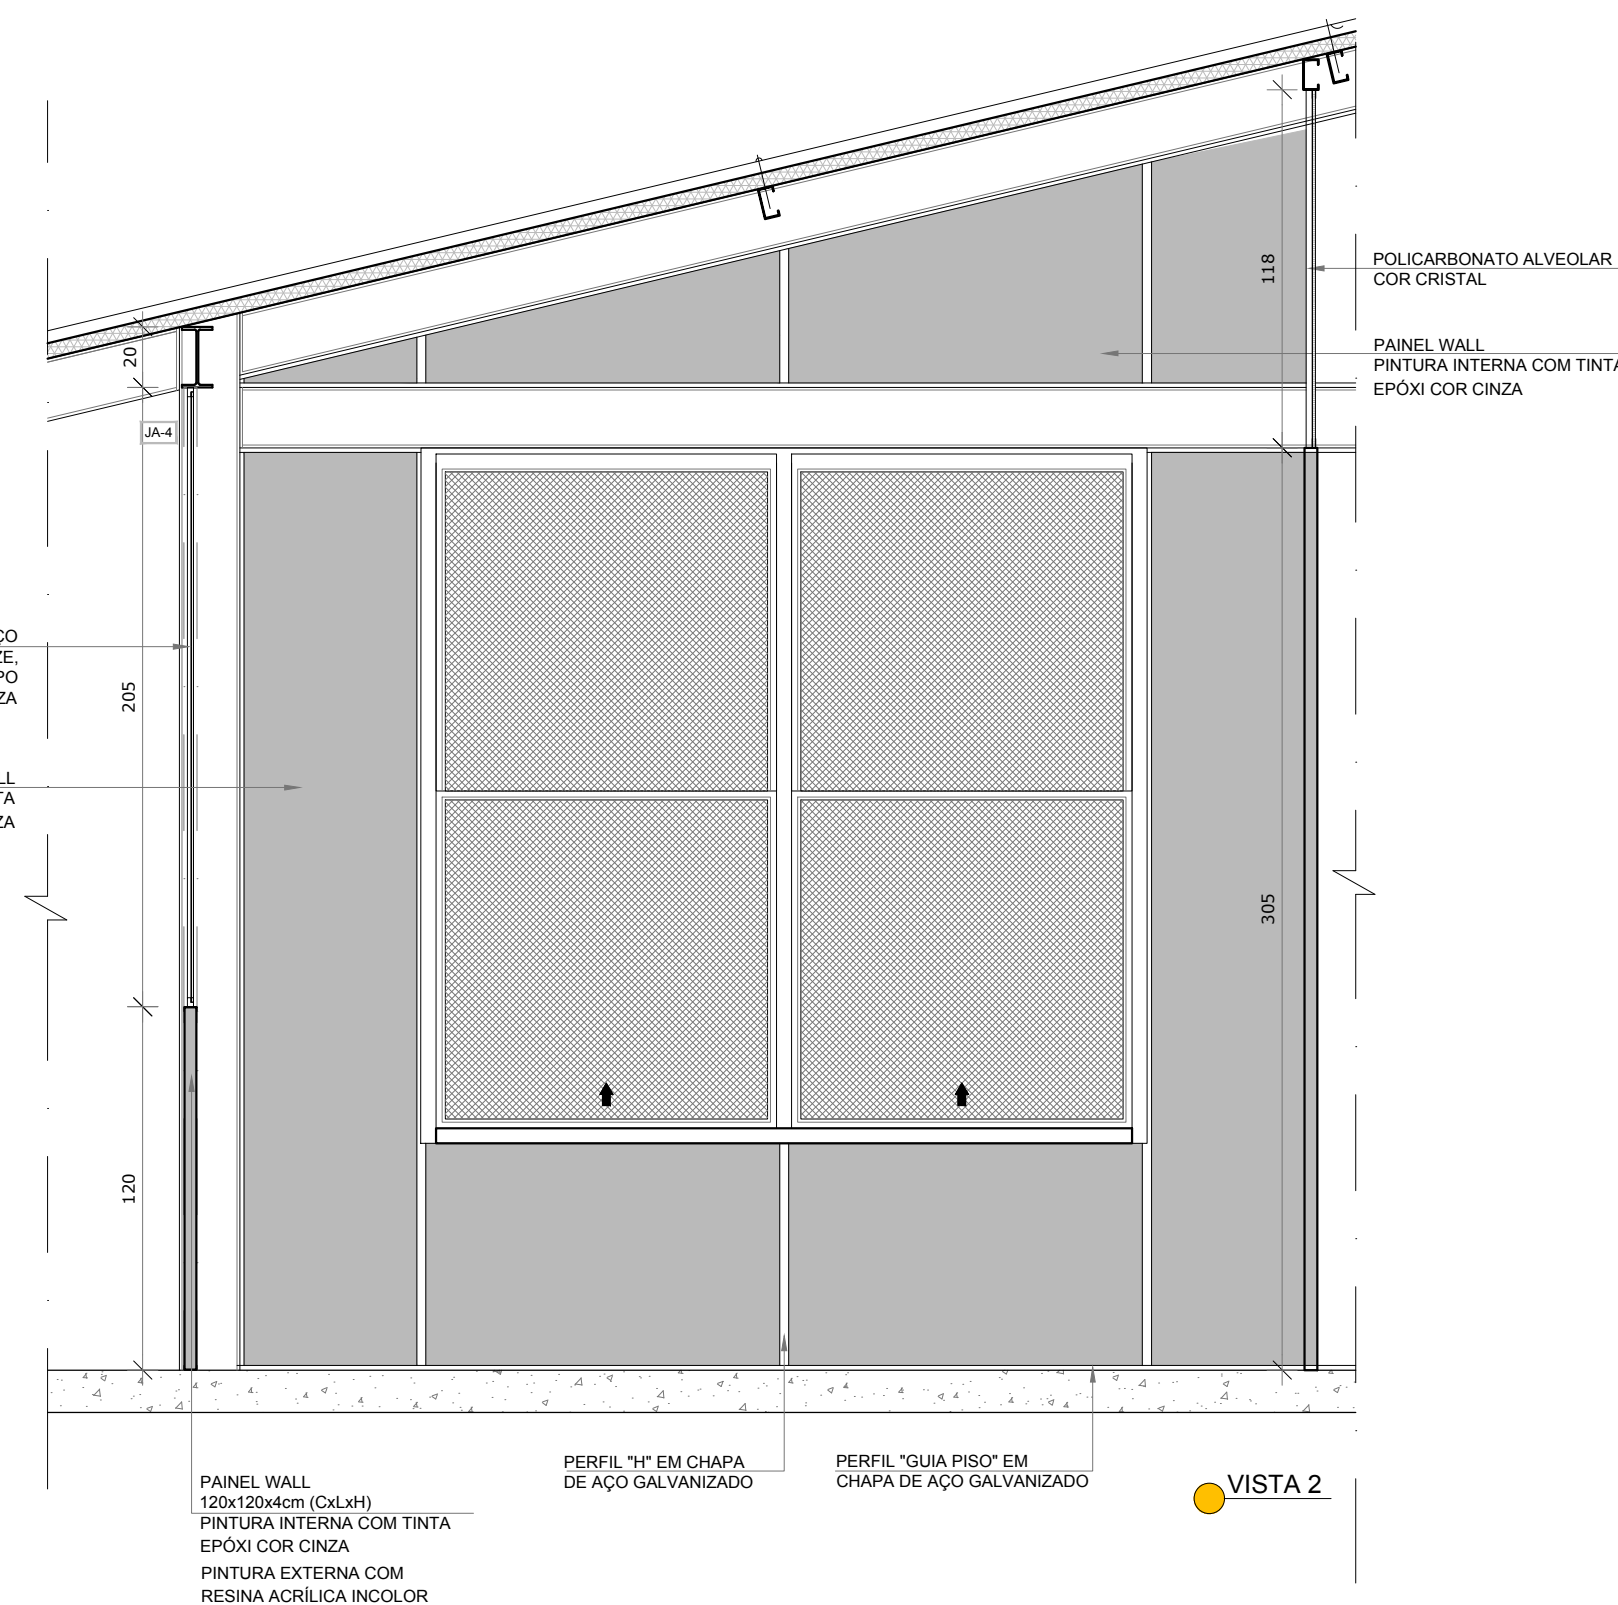 118
POLICARBONATO ALVEOLAR
COR CRISTAL
PAINEL WALL
PINTURA INTERNA COM TINTA
EPÓXI COR CINZA
20
JA-4
205
305
120
PAINEL WALL
120x120x4cm (CxLxH)
PINTURA INTERNA COM TINTA
EPÓXI COR CINZA
PINTURA EXTERNA COM
RESINA ACRÍLICA INCOLOR
PERFIL "H" EM CHAPA
DE AÇO GALVANIZADO
PERFIL "GUIA PISO" EM
CHAPA DE AÇO GALVANIZADO
VISTA 2